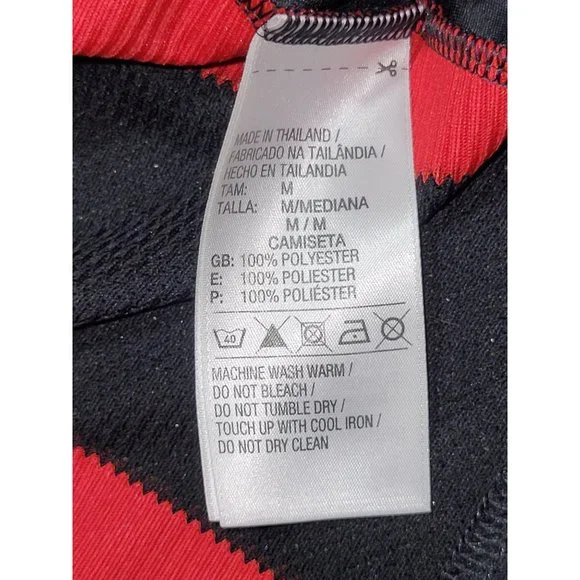 MADE IN THAILAND /
FABRICADO NA TAILÂNDIA /
HECHO EN TAILANDIA
TAM: M
TALLA: M/MEDIANA
M / M
CAMISETA
GB: 100% POLYESTER
E: 100% POLIÉSTER
P: 100% POLIÉSTER
40
MACHINE WASH WARM /
DO NOT BLEACH /
DO NOT TUMBLE DRY /
TOUCH UP WITH COOL IRON /
DO NOT DRY CLEAN